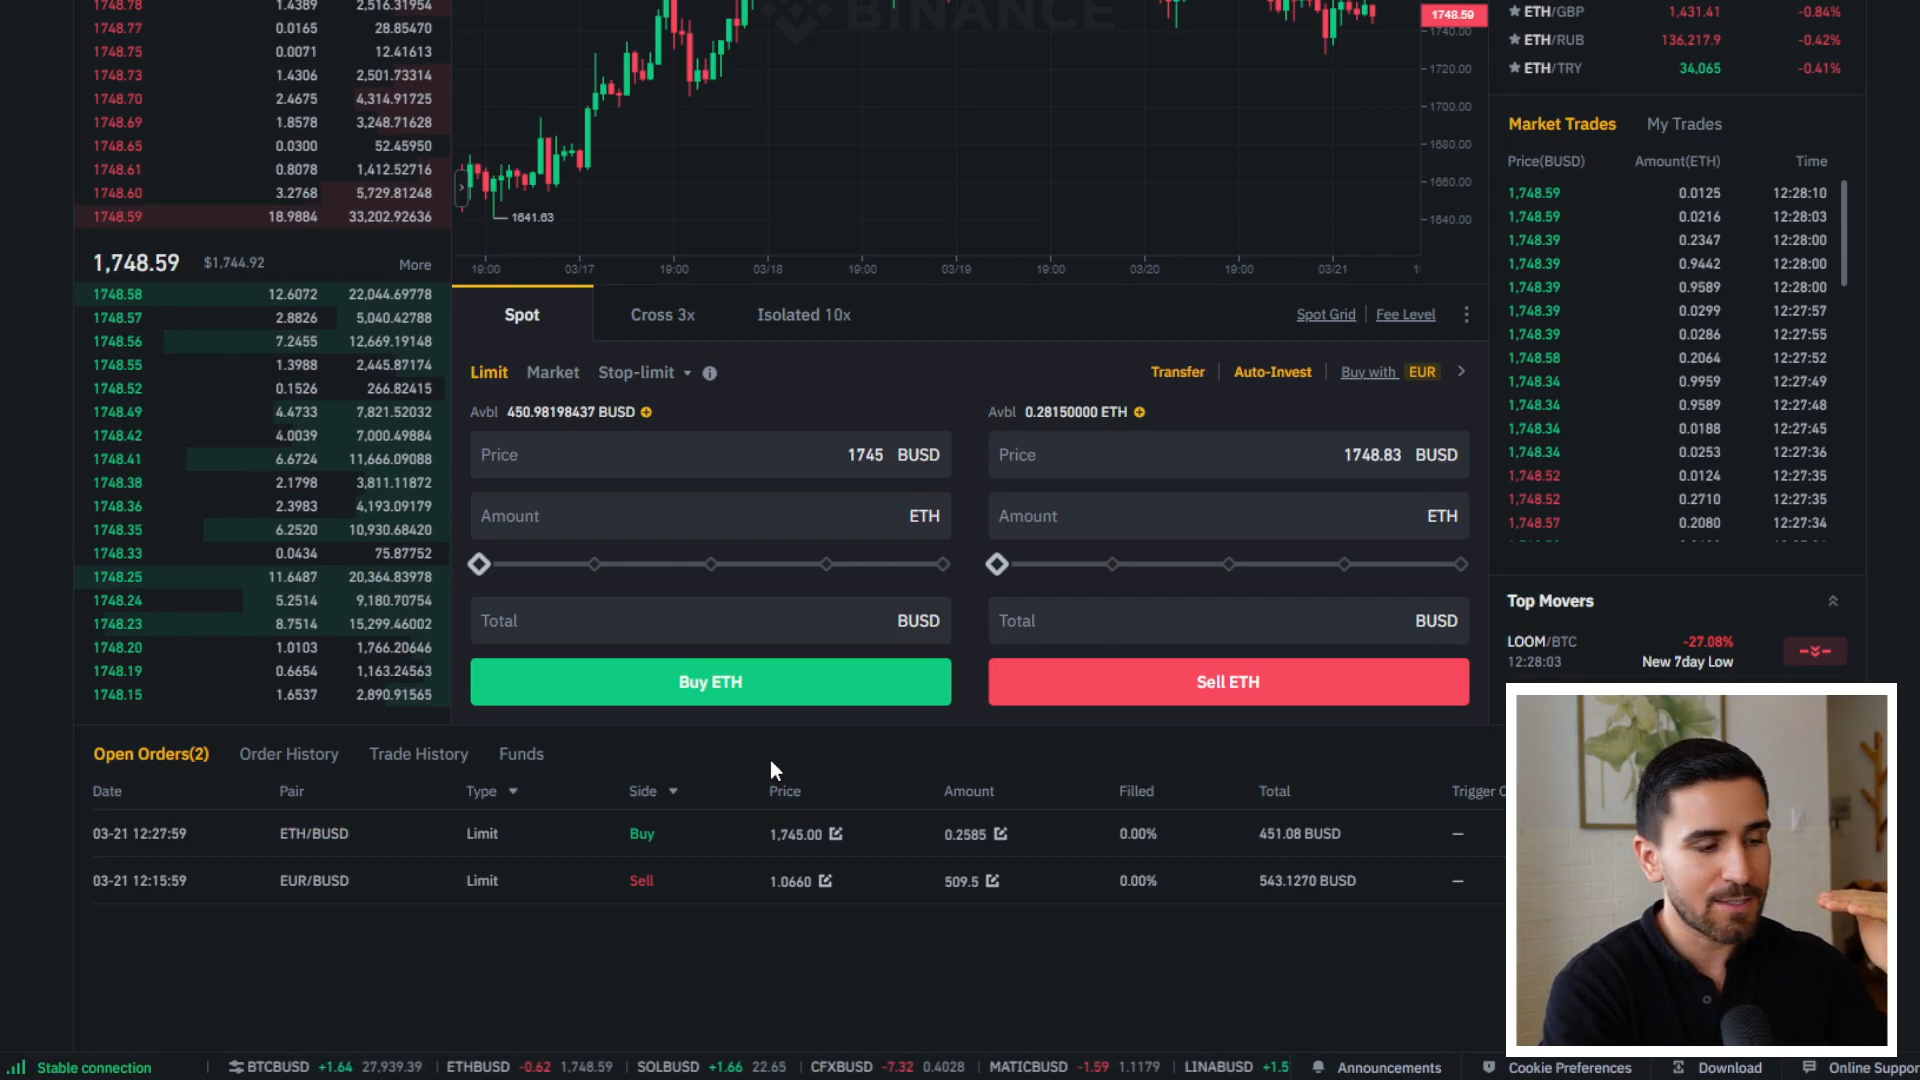 1748.78 1.4389 2,516.31954
1748.77 0.0165 28.85470
1748.75 0.0071 12.41613
1748.73 1.4306 2,501.73314
1748.70 2.4675 4,314.91725
1748.69 1.8578 3,248.71628
1748.65 0.0300 52.45950
1748.61 0.8078 1,412.52716
1748.60 3.2768 5,729.81248
1748.59 18.9884 33,202.92636
1,748.59 $1,744.92 More
1748.58 12.6072 22,044.69778
1748.57 2.8826 5,040.42788
1748.56 7.2455 12,669.19148
1748.55 1.3988 2,445.87174
1748.52 0.1526 266.82415
1748.49 4.4733 7,821.52032
1748.42 4.0039 7,000.49884
1748.41 6.6724 11,666.09088
1748.38 2.1798 3,811.11872
1748.36 2.3983 4,193.09179
1748.35 6.2520 10,930.68420
1748.33 0.0434 75.87752
1748.25 11.6487 20,364.83978
1748.24 5.2514 9,180.70754
1748.23 8.7514 15,299.46002
1748.20 1.0103 1,766.20646
1748.19 0.6654 1,163.24563
1748.15 1.6537 2,890.91565
BINANCE
1748.59
1740.00
1720.00
1700.00
1680.00
1660.00
1640.00
1641.63
19:00 03/17 19:00 03/18 19:00 03/19 19:00 03/20 19:00 03/21
Spot Cross 3x Isolated 10x Spot Grid Fee Level
Limit Market Stop-limit Transfer Auto-Invest Buy with EUR
Avbl 450.98198437 BUSD
Price 1745 BUSD
Amount ETH
Total BUSD
Buy ETH
Avbl 0.28150000 ETH
Price 1748.83 BUSD
Amount ETH
Total BUSD
Sell ETH
ETH/GBP 1,431.41 -0.84%
ETH/RUB 136,217.9 -0.42%
ETH/TRY 34,065 -0.41%
Market Trades My Trades
Price(BUSD) Amount(ETH) Time
1,748.59 0.0125 12:28:10
1,748.59 0.0216 12:28:03
1,748.39 0.2347 12:28:00
1,748.39 0.9442 12:28:00
1,748.39 0.9589 12:28:00
1,748.39 0.0299 12:27:57
1,748.39 0.0286 12:27:55
1,748.58 0.2064 12:27:52
1,748.34 0.9959 12:27:49
1,748.34 0.9589 12:27:48
1,748.34 0.0188 12:27:45
1,748.34 0.0253 12:27:36
1,748.52 0.0124 12:27:35
1,748.52 0.2710 12:27:35
1,748.57 0.2080 12:27:34
Top Movers
LOOM/BTC -27.08%
12:28:03 New 7day Low
Open Orders(2) Order History Trade History Funds
Date Pair Type Side Price Amount Filled Total Trigger
03-21 12:27:59 ETH/BUSD Limit Buy 1,745.00 0.2585 0.00% 451.08 BUSD —
03-21 12:15:59 EUR/BUSD Limit Sell 1.0660 509.5 0.00% 543.1270 BUSD —
Stable connection BTCBUSD +1.64 27,939.39 ETHBUSD -0.62 1,748.59 SOLBUSD +1.66 22.65 CFXBUSD -7.32 0.4028 MATICBUSD -1.59 1.1179 LINABUSD Announcements Cookie Preferences Download Online